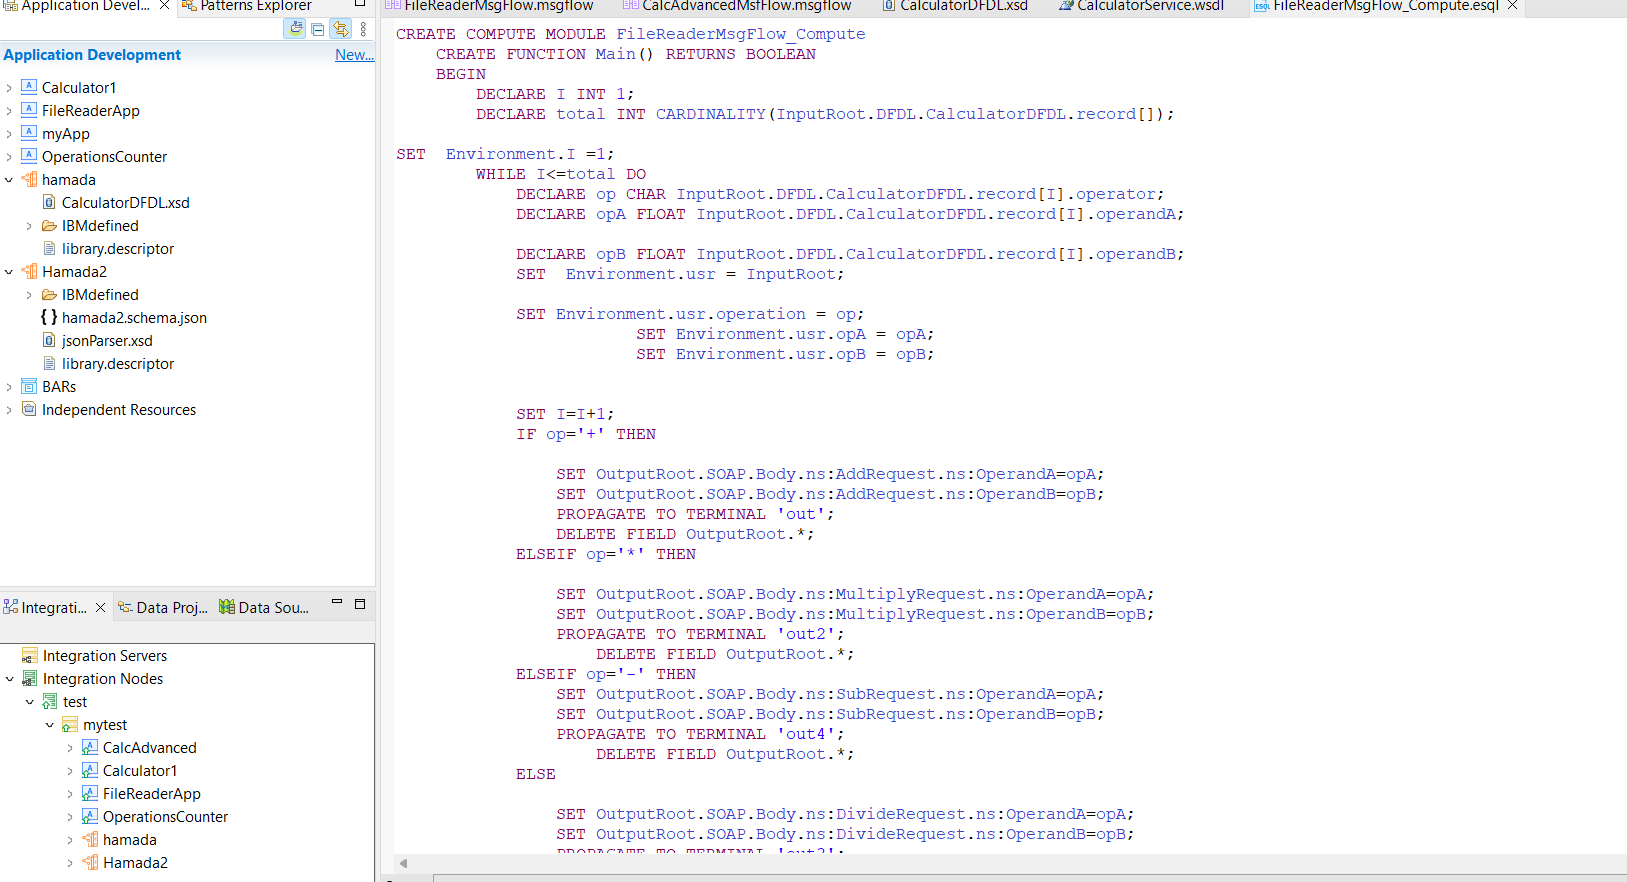 Application Devel...
Patterns Explorer
Application Development
New...
Calculator1
FileReaderApp
myApp
OperationsCounter
hamada
CalculatorDFDL.xsd
IBMdefined
library.descriptor
Hamada2
IBMdefined
hamada2.schema.json
jsonParser.xsd
library.descriptor
BARs
Independent Resources
Integrati...
Data Proj...
Data Sou...
Integration Servers
Integration Nodes
test
mytest
CalcAdvanced
Calculator1
FileReaderApp
OperationsCounter
hamada
Hamada2
FileReaderMsgFlow.msgflow
CalcAdvancedMsfFlow.msgflow
CalculatorDFDL.xsd
CalculatorService.wsdl
FileReaderMsgFlow_Compute.esql
CREATE COMPUTE MODULE FileReaderMsgFlow_Compute
CREATE FUNCTION Main() RETURNS BOOLEAN
BEGIN
DECLARE I INT 1;
DECLARE total INT CARDINALITY(InputRoot.DFDL.CalculatorDFDL.record[]);
SET Environment.I =1;
WHILE I<=total DO
DECLARE op CHAR InputRoot.DFDL.CalculatorDFDL.record[I].operator;
DECLARE opA FLOAT InputRoot.DFDL.CalculatorDFDL.record[I].operandA;
DECLARE opB FLOAT InputRoot.DFDL.CalculatorDFDL.record[I].operandB;
SET Environment.usr = InputRoot;
SET Environment.usr.operation = op;
SET Environment.usr.opA = opA;
SET Environment.usr.opB = opB;
SET I=I+1;
IF op='+' THEN
SET OutputRoot.SOAP.Body.ns:AddRequest.ns:OperandA=opA;
SET OutputRoot.SOAP.Body.ns:AddRequest.ns:OperandB=opB;
PROPAGATE TO TERMINAL 'out';
DELETE FIELD OutputRoot.*;
ELSEIF op='*' THEN
SET OutputRoot.SOAP.Body.ns:MultiplyRequest.ns:OperandA=opA;
SET OutputRoot.SOAP.Body.ns:MultiplyRequest.ns:OperandB=opB;
PROPAGATE TO TERMINAL 'out2';
DELETE FIELD OutputRoot.*;
ELSEIF op='-' THEN
SET OutputRoot.SOAP.Body.ns:SubRequest.ns:OperandA=opA;
SET OutputRoot.SOAP.Body.ns:SubRequest.ns:OperandB=opB;
PROPAGATE TO TERMINAL 'out4';
DELETE FIELD OutputRoot.*;
ELSE
SET OutputRoot.SOAP.Body.ns:DivideRequest.ns:OperandA=opA;
SET OutputRoot.SOAP.Body.ns:DivideRequest.ns:OperandB=opB;
PROPAGATE TO TERMINAL